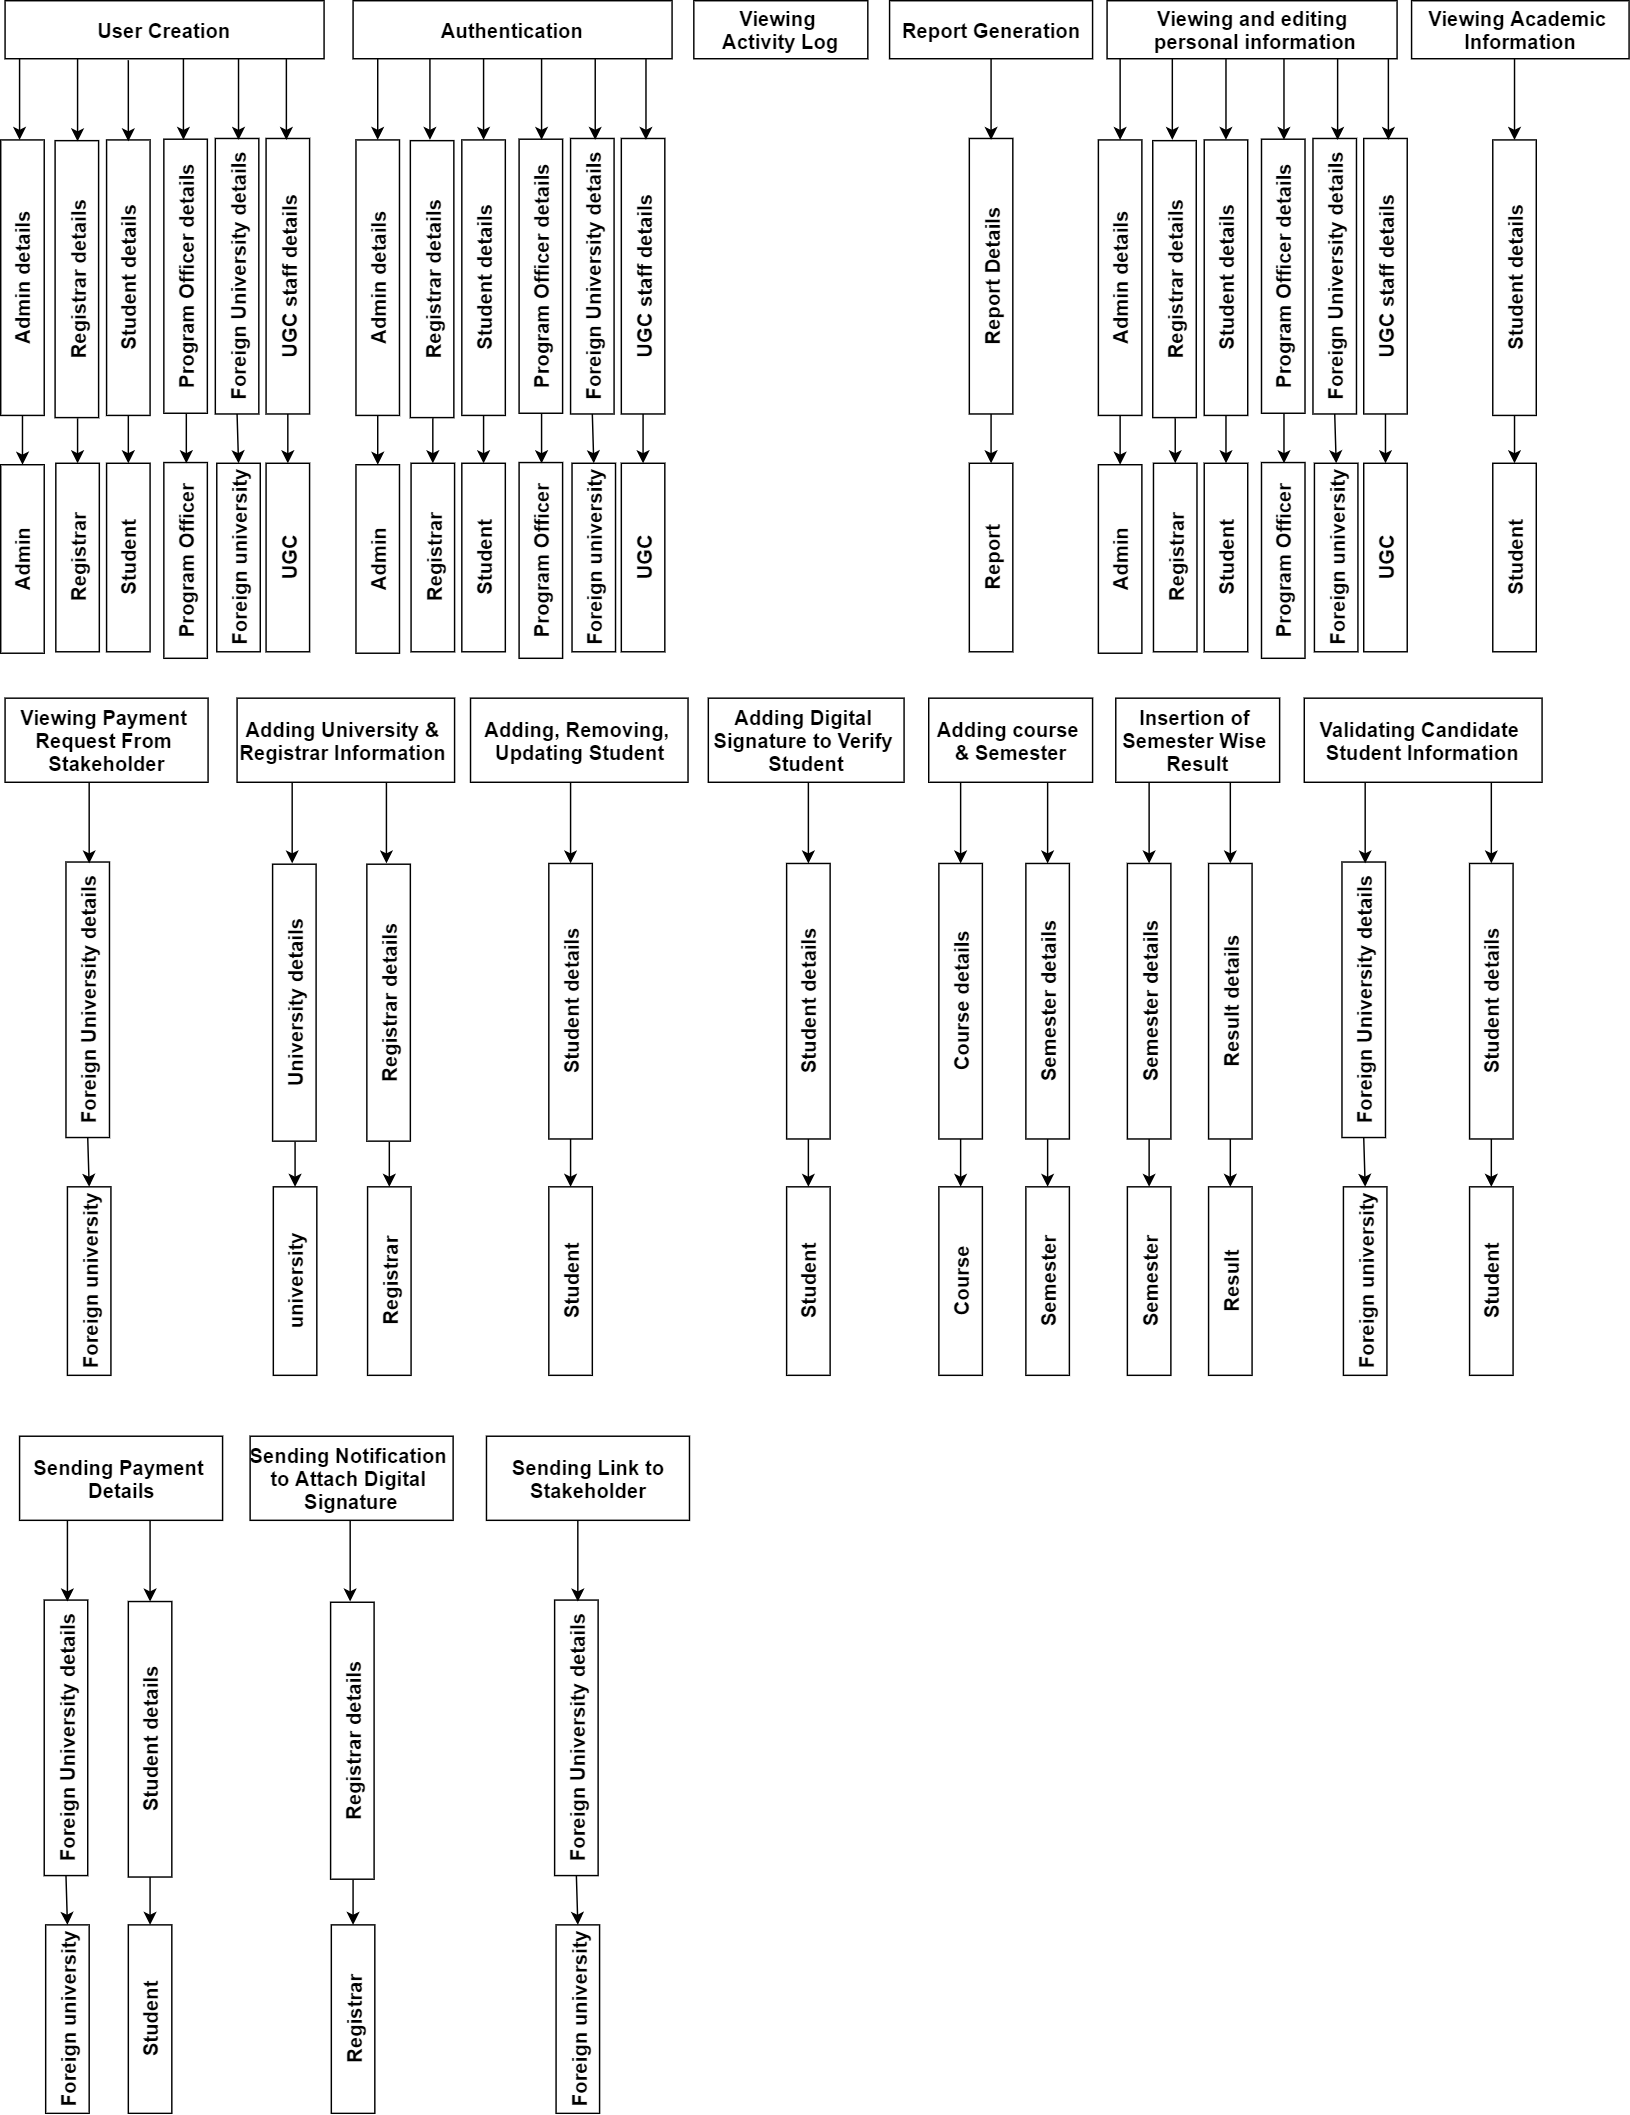 User Creation
Authentication
Viewing
Activity Log
Report Generation
Viewing and editing
personal information
Viewing Academic
Information
Admin details
Registrar details
Student details
Program Officer details
Foreign University details
UGC staff details
Admin details
Registrar details
Student details
Program Officer details
Foreign University details
UGC staff details
Report Details
Admin details
Registrar details
Student details
Program Officer details
Foreign University details
UGC staff details
Student details
Admin
Registrar
Student
Program Officer
Foreign university
UGC
Admin
Registrar
Student
Program Officer
Foreign university
UGC
Report
Admin
Registrar
Student
Program Officer
Foreign university
UGC
Student
Viewing Payment
Request From
Stakeholder
Adding University &
Registrar Information
Adding, Removing,
Updating Student
Adding Digital
Signature to Verify
Student
Adding course
& Semester
Insertion of
Semester Wise
Result
Validating Candidate
Student Information
Foreign University details
University details
Registrar details
Student details
Student details
Course details
Semester details
Semester details
Result details
Foreign University details
Student details
Foreign university
university
Registrar
Student
Student
Course
Semester
Semester
Result
Foreign university
Student
Sending Payment
Details
Sending Notification
to Attach Digital
Signature
Sending Link to
Stakeholder
Foreign University details
Student details
Registrar details
Foreign University details
Foreign university
Student
Registrar
Foreign university